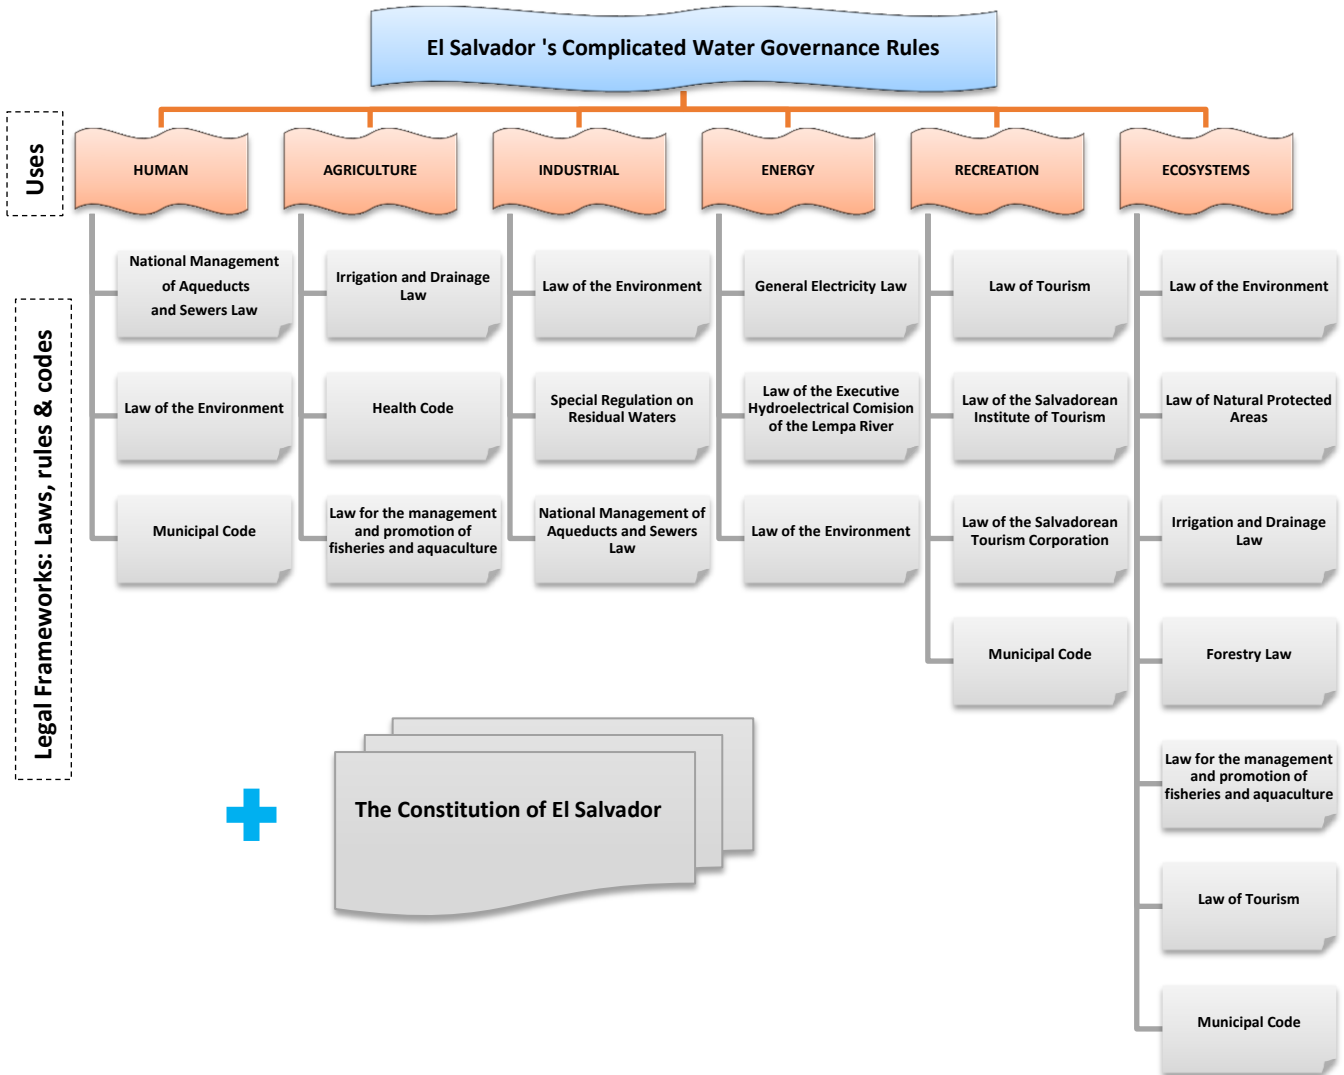 El Salvador 's Complicated Water Governance Rules
Uses
HUMAN
AGRICULTURE
INDUSTRIAL
ENERGY
RECREATION
ECOSYSTEMS
Legal Frameworks: Laws, rules & codes
National Management
of Aqueducts
and Sewers Law
Law of the Environment
Municipal Code
Irrigation and Drainage
Law
Health Code
Law for the management
and promotion of
fisheries and aquaculture
Law of the Environment
Special Regulation on
Residual Waters
National Management of
Aqueducts and Sewers
Law
General Electricity Law
Law of the Executive
Hydroelectrical Comision
of the Lempa River
Law of the Environment
Law of Tourism
Law of the Salvadorean
Institute of Tourism
Law of the Salvadorean
Tourism Corporation
Municipal Code
Law of the Environment
Law of Natural Protected
Areas
Irrigation and Drainage
Law
Forestry Law
Law for the management
and promotion of
fisheries and aquaculture
Law of Tourism
Municipal Code
The Constitution of El Salvador